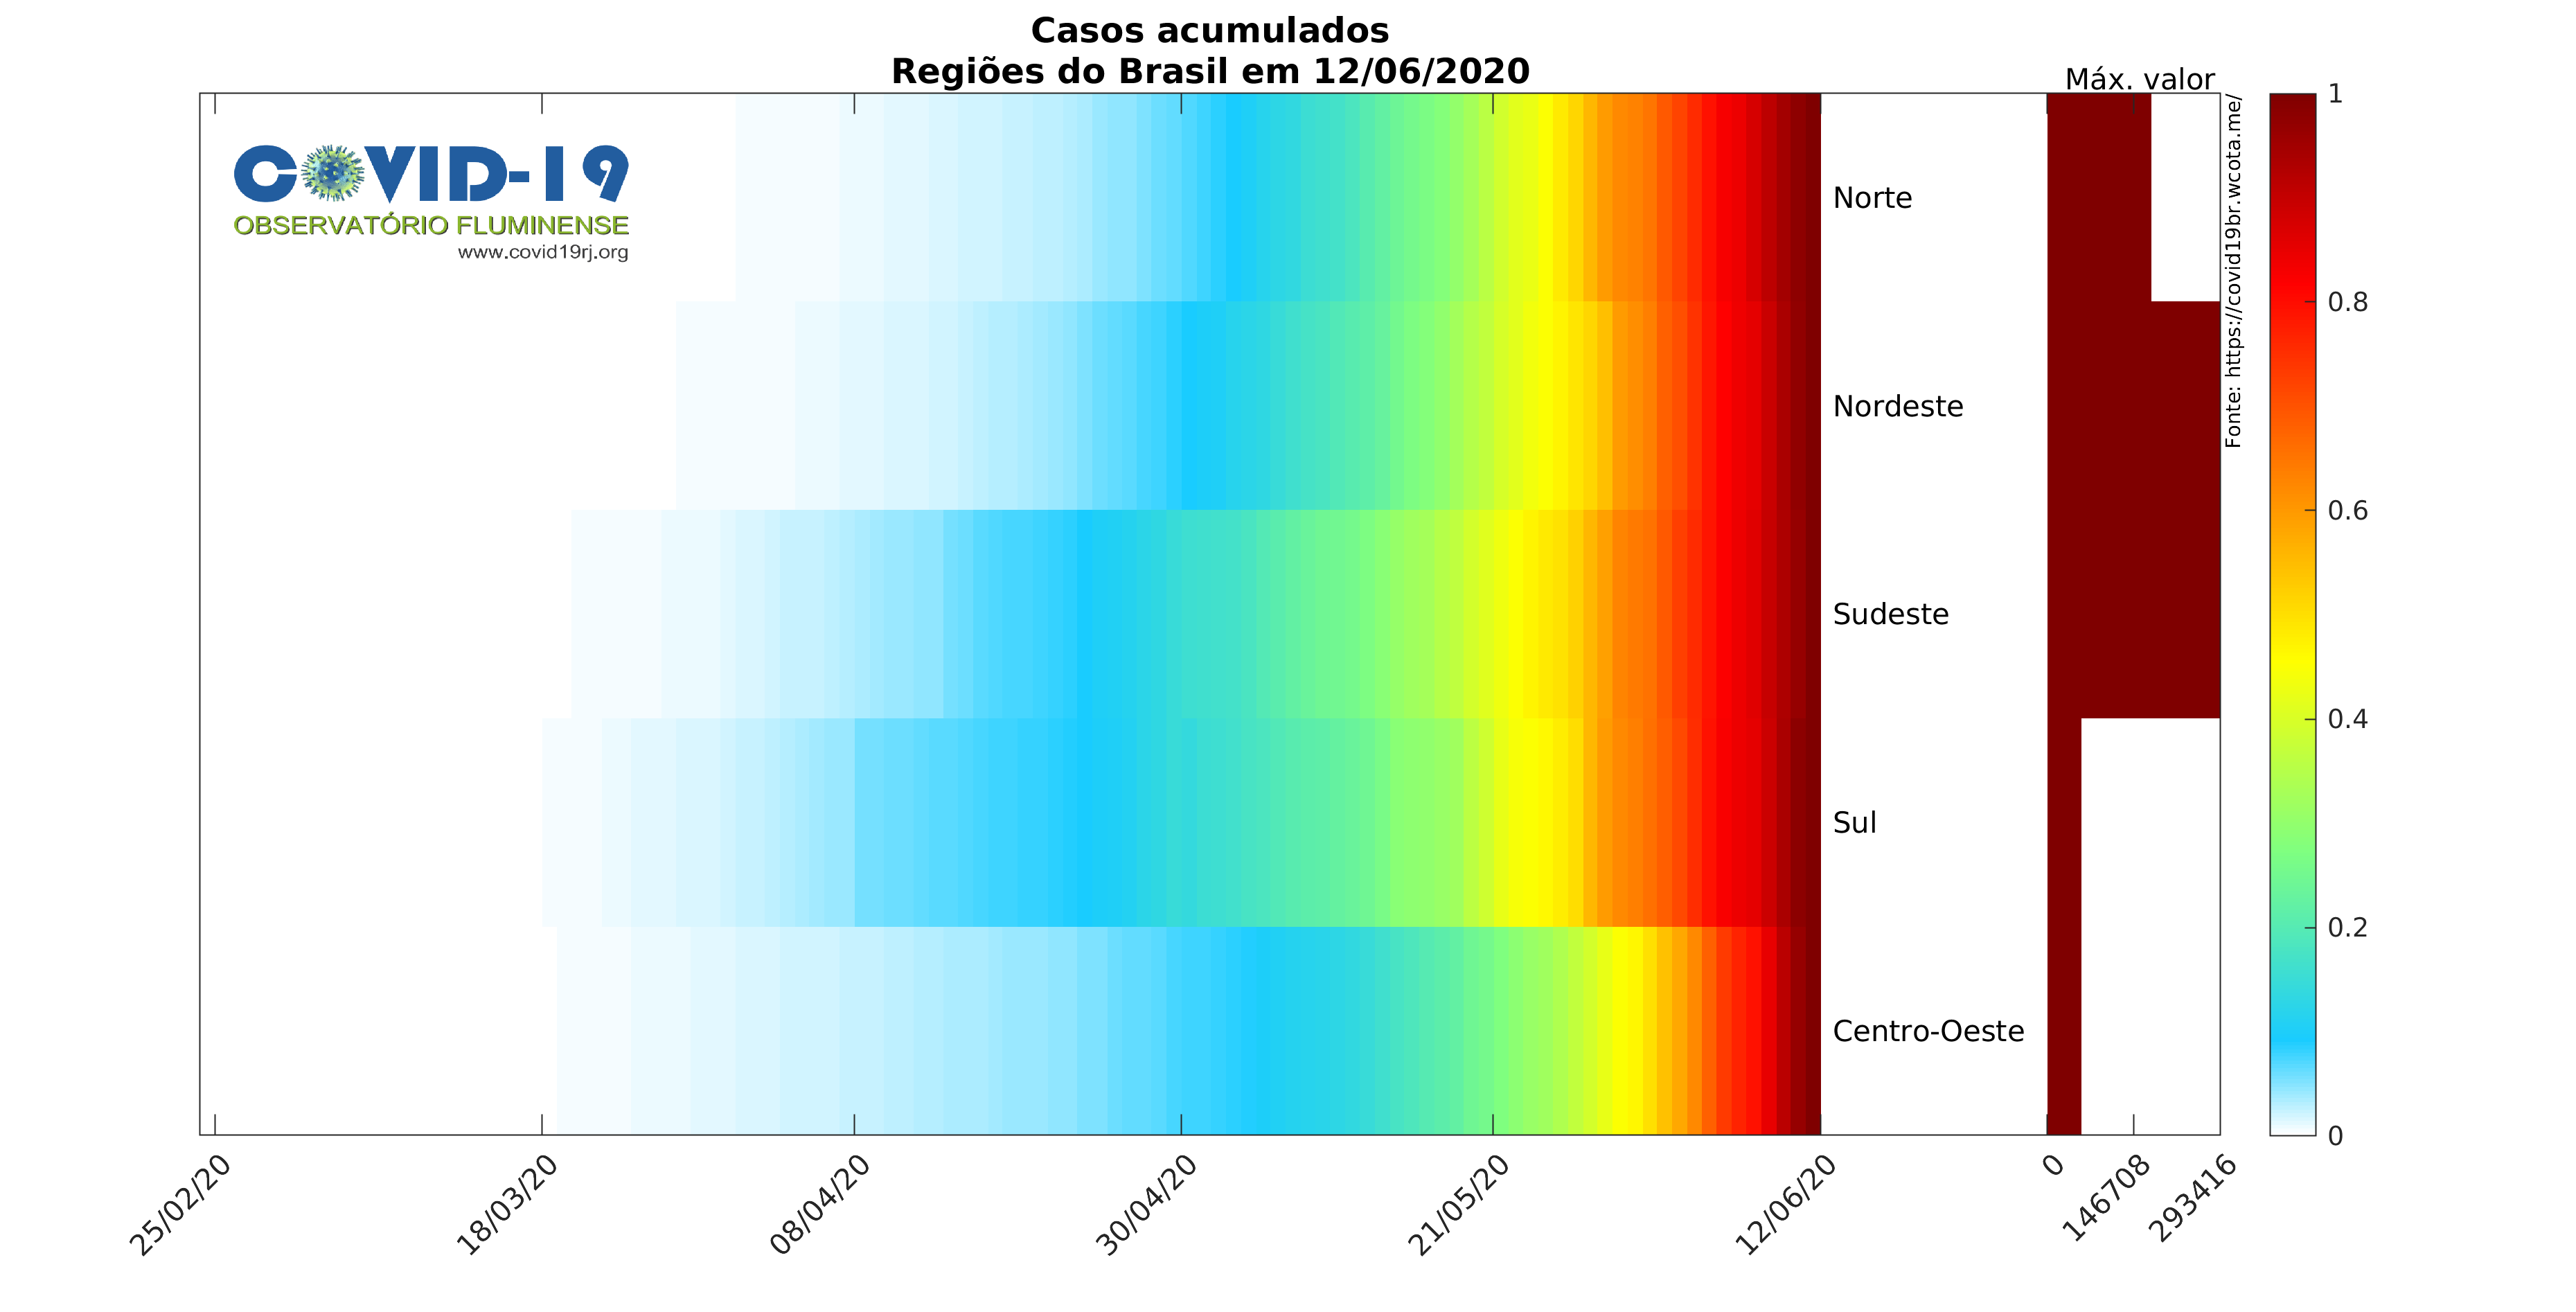 Casos acumulados
Regiões do Brasil em 12/06/2020
Máx. valor
COVID-19
OBSERVATÓRIO FLUMINENSE
www.covid19rj.org
Norte
Nordeste
Sudeste
Sul
Centro-Oeste
Fonte: https://covid19br.wcota.me/
1
0.8
0.6
0.4
0.2
0
25/02/20
18/03/20
08/04/20
30/04/20
21/05/20
12/06/20
0
146708
293416